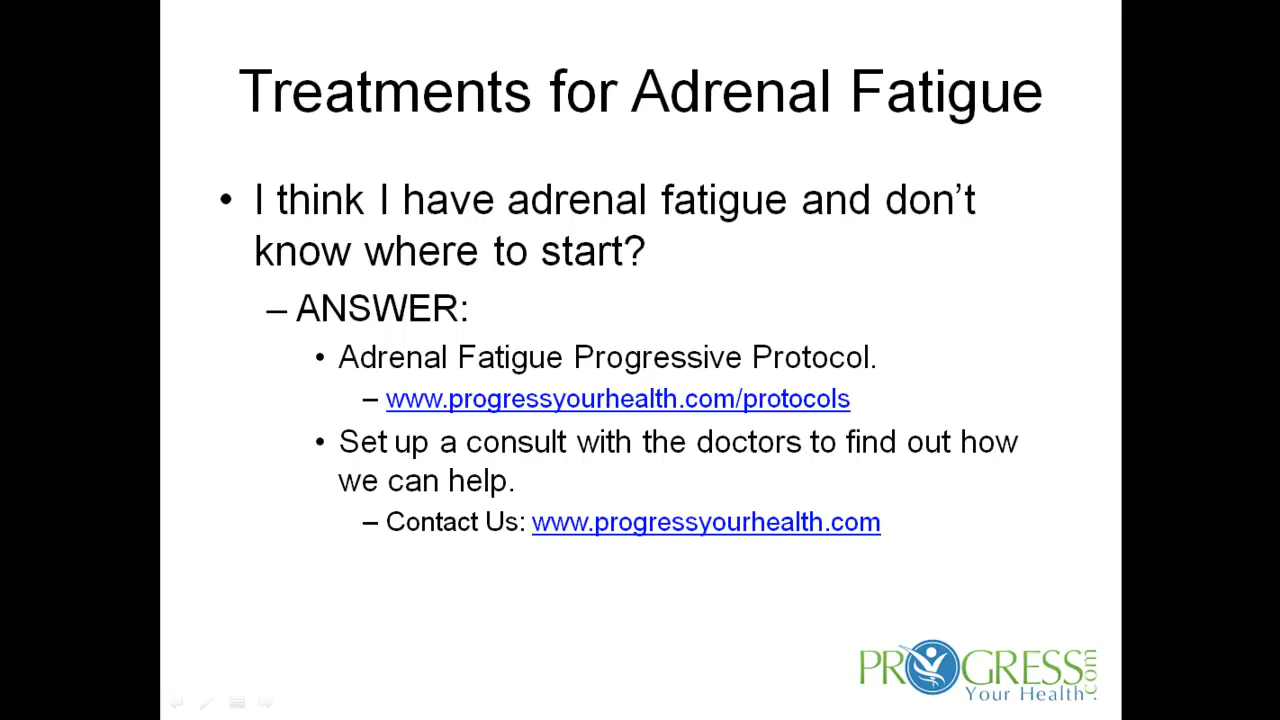 Treatments for Adrenal Fatigue
• I think I have adrenal fatigue and don’t
know where to start?
– ANSWER:
• Adrenal Fatigue Progressive Protocol.
– www.progressyourhealth.com/protocols
• Set up a consult with the doctors to find out how
we can help.
– Contact Us: www.progressyourhealth.com
PROGRESS.com
Your Health